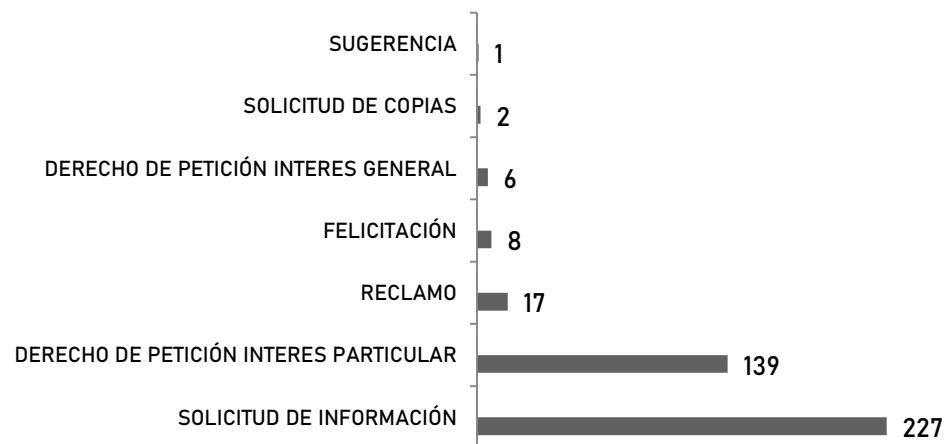 SUGERENCIA 1
SOLICITUD DE COPIAS 2
DERECHO DE PETICIÓN INTERES GENERAL 6
FELICITACIÓN 8
RECLAMO 17
DERECHO DE PETICIÓN INTERES PARTICULAR 139
SOLICITUD DE INFORMACIÓN 227